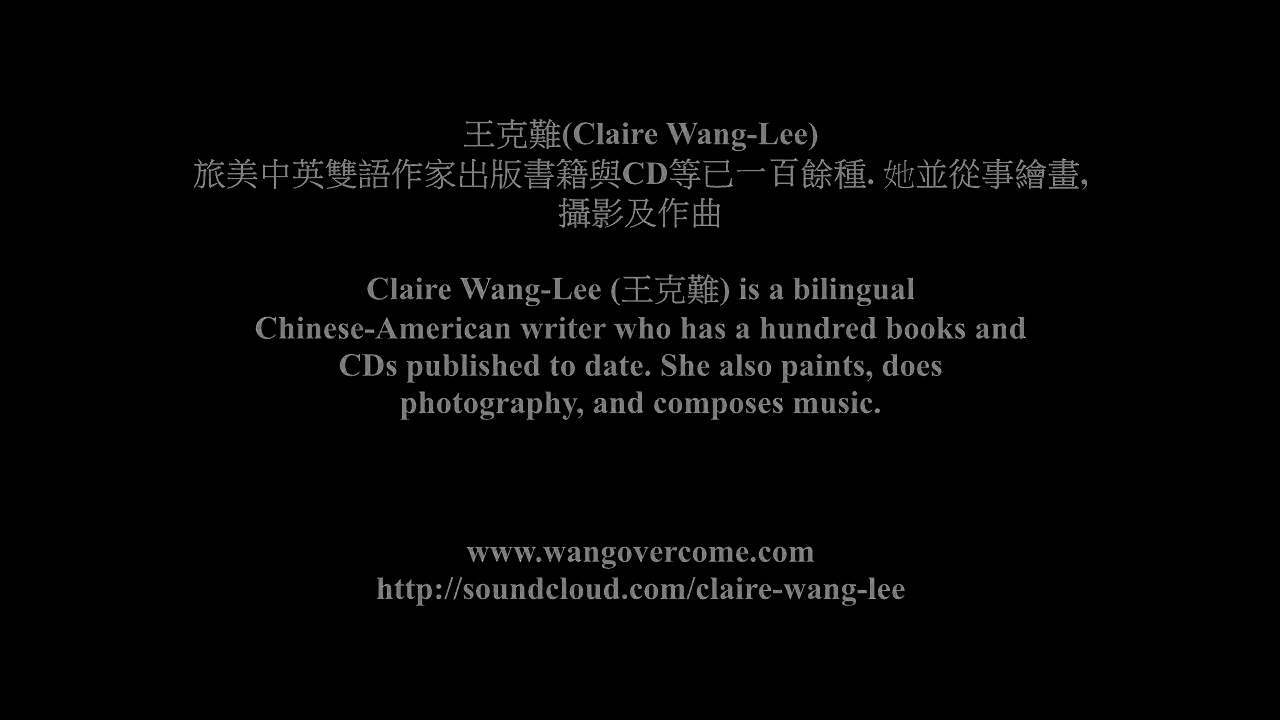 王克難(Claire Wang-Lee)
旅美中英雙語作家出版書籍與CD等已一百餘種. 她並從事繪畫,
攝影及作曲
Claire Wang-Lee (王克難) is a bilingual
Chinese-American writer who has a hundred books and
CDs published to date. She also paints, does
photography, and composes music.
www.wangovercome.com
http://soundcloud.com/claire-wang-lee